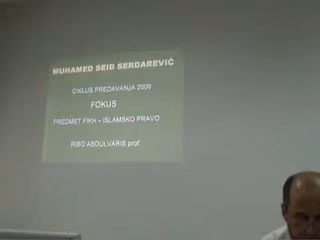 MUHAMED SEID SERDAREVIĆ
CIKLUS PREDAVANJA 2009
FOKUS
PREDMET FIKH – ISLAMSKO PRAVO
RIBO ABDULVARIS prof